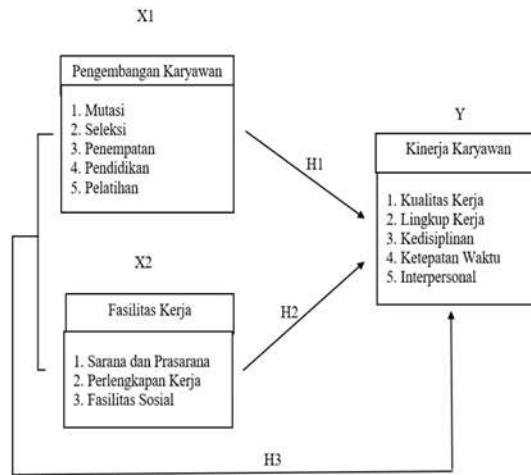 X1
Pengembangan Karyawan
1. Mutasi
2. Seleksi
3. Penempatan
4. Pendidikan
5. Pelatihan
H1
Y
Kinerja Karyawan
1. Kualitas Kerja
2. Lingkup Kerja
3. Kedisiplinan
4. Ketepatan Waktu
5. Interpersonal
X2
Fasilitas Kerja
1. Sarana dan Prasarana
2. Perlengkapan Kerja
3. Fasilitas Sosial
H2
H3